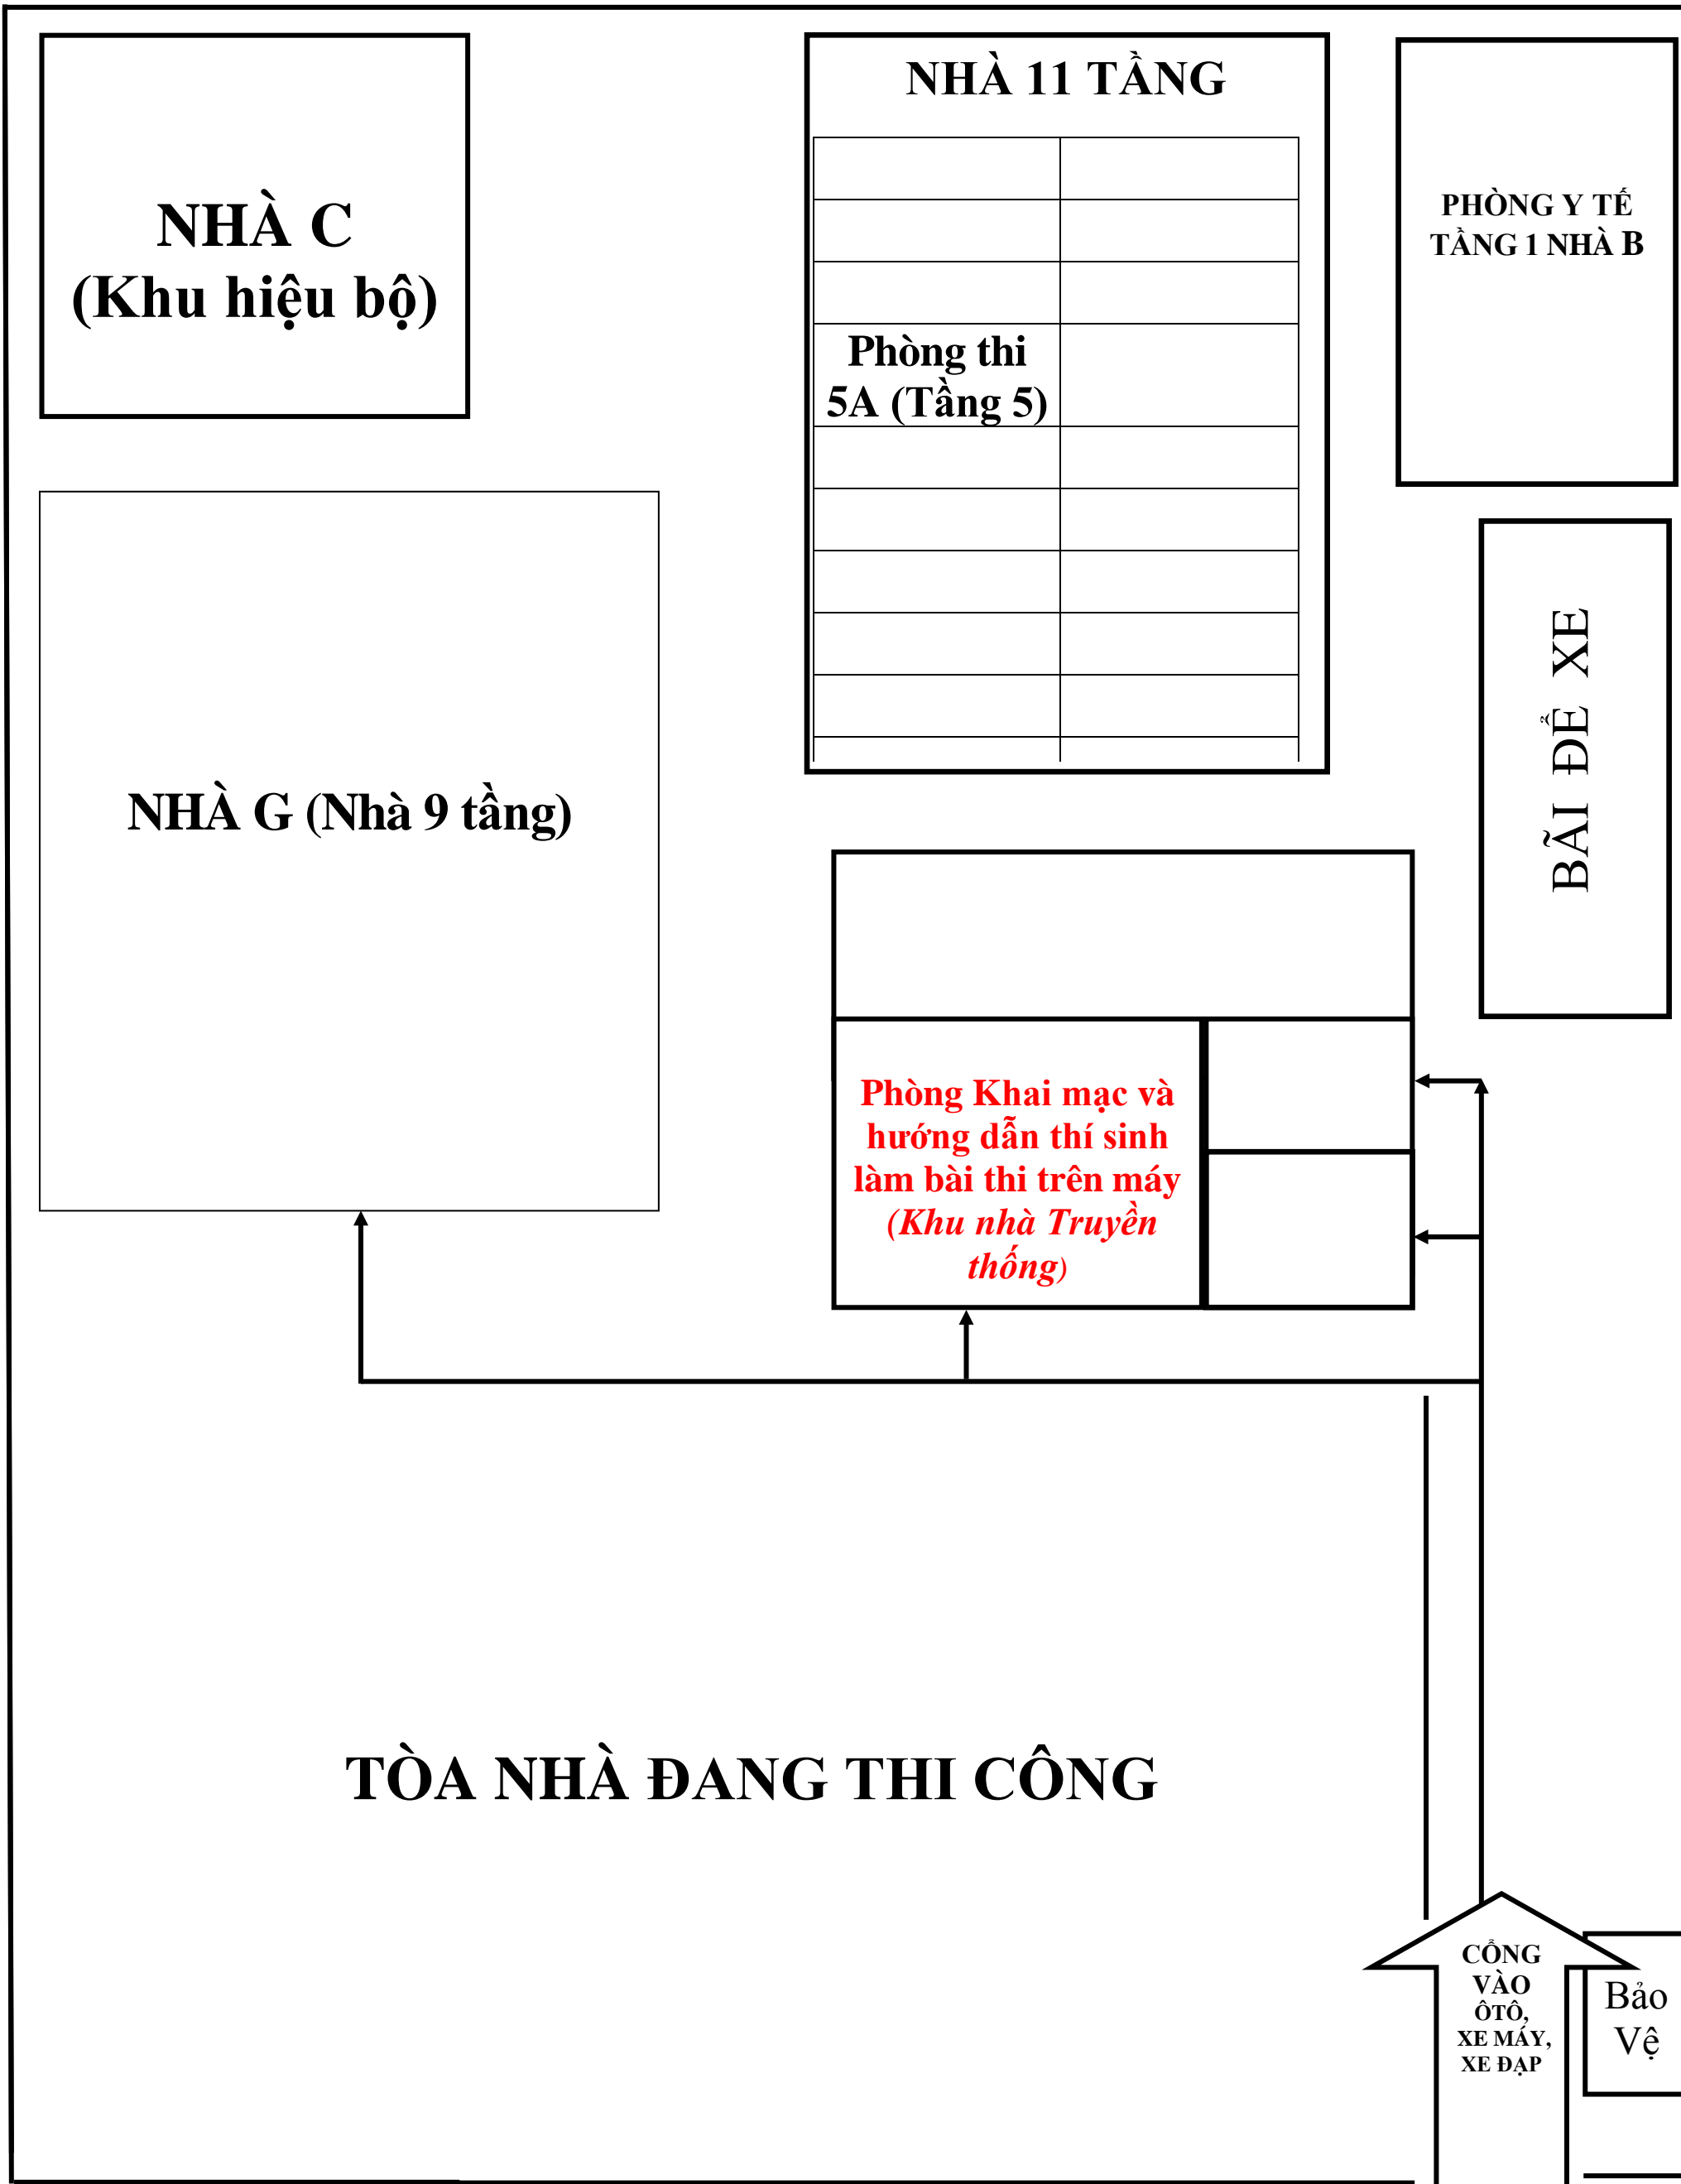 NHÀ C
(Khu hiệu bộ)
NHÀ 11 TẦNG
Phòng thi
5A (Tầng 5)
PHÒNG Y TẾ
TẦNG 1 NHÀ B
BÃI ĐỂ XE
NHÀ G (Nhà 9 tầng)
Phòng Khai mạc và
hướng dẫn thí sinh
làm bài thi trên máy
(Khu nhà Truyền
thống)
TÒA NHÀ ĐANG THI CÔNG
CỔNG
VÀO
ÔTÔ,
XE MÁY,
XE ĐẠP
Bảo
Vệ